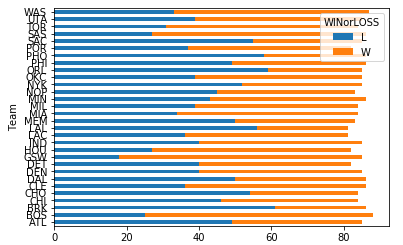 WAS
UTA
TOR
SAS
SAC
POR
PHO
PHI
ORL
OKC
NYK
NOP
MIN
MIL
MIA
MEM
LAL
LAC
IND
HOU
GSW
DET
DEN
DAL
CLE
CHO
CHI
BRK
BOS
ATL
Team
WINorLOSS
L
W
0 20 40 60 80